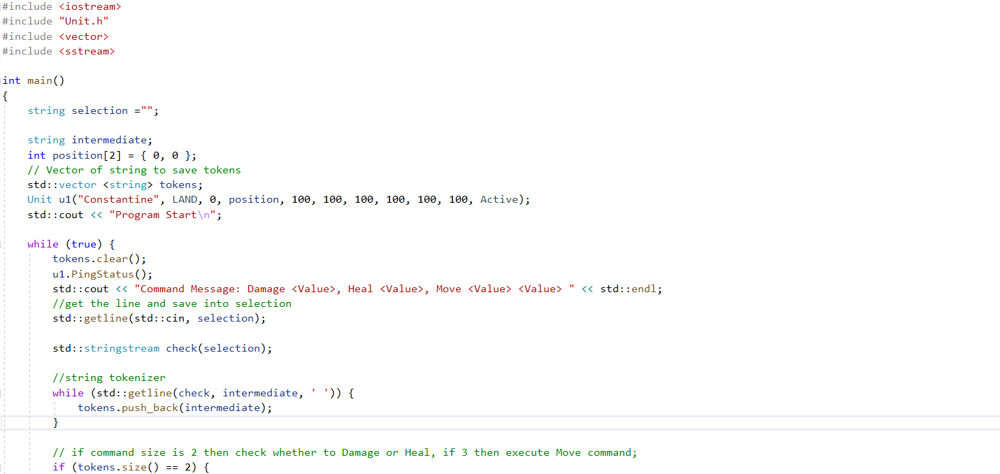 #include <iostream>
#include "Unit.h"
#include <vector>
#include <sstream>
int main()
{
string selection ="";
string intermediate;
int position[2] = { 0, 0 };
// Vector of string to save tokens
std::vector <string> tokens;
Unit u1("Constantine", LAND, 0, position, 100, 100, 100, 100, 100, 100, Active);
std::cout << "Program Start\n";
while (true) {
tokens.clear();
u1.PingStatus();
std::cout << "Command Message: Damage <Value>, Heal <Value>, Move <Value> <Value> " << std::endl;
//get the line and save into selection
std::getline(std::cin, selection);
std::stringstream check(selection);
//string tokenizer
while (std::getline(check, intermediate, ' ')) {
tokens.push_back(intermediate);
}
// if command size is 2 then check whether to Damage or Heal, if 3 then execute Move command;
if (tokens.size() == 2) {